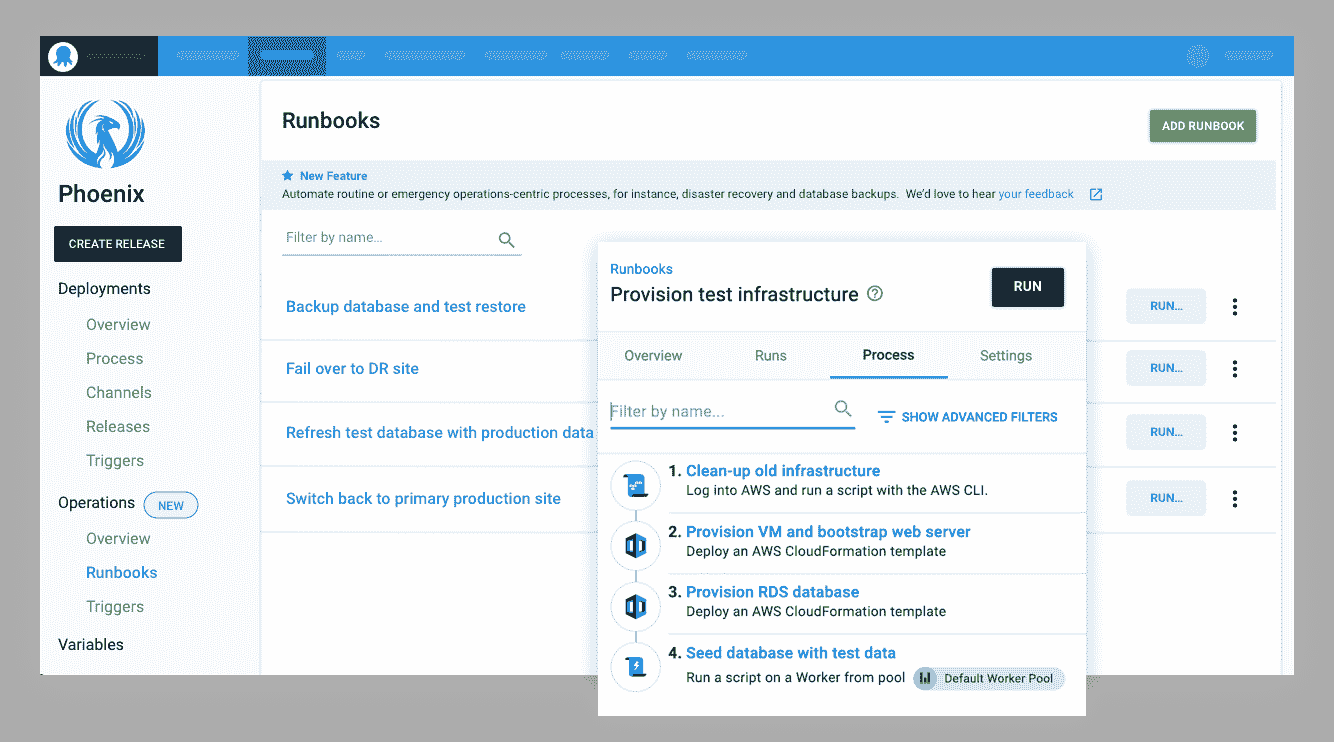 Phoenix
CREATE RELEASE
Deployments
Overview
Process
Channels
Releases
Triggers
Operations NEW
Overview
Runbooks
Triggers
Variables
Runbooks
ADD RUNBOOK
New Feature
Automate routine or emergency operations-centric processes, for instance, disaster recovery and database backups. We'd love to hear your feedback
Filter by name...
Backup database and test restore
RUN...
Fail over to DR site
RUN...
Refresh test database with production data
RUN...
Switch back to primary production site
RUN...
Runbooks
Provision test infrastructure
RUN
Overview Runs Process Settings
Filter by name...
SHOW ADVANCED FILTERS
1. Clean-up old infrastructure
Log into AWS and run a script with the AWS CLI.
2. Provision VM and bootstrap web server
Deploy an AWS CloudFormation template
3. Provision RDS database
Deploy an AWS CloudFormation template
4. Seed database with test data
Run a script on a Worker from pool Default Worker Pool